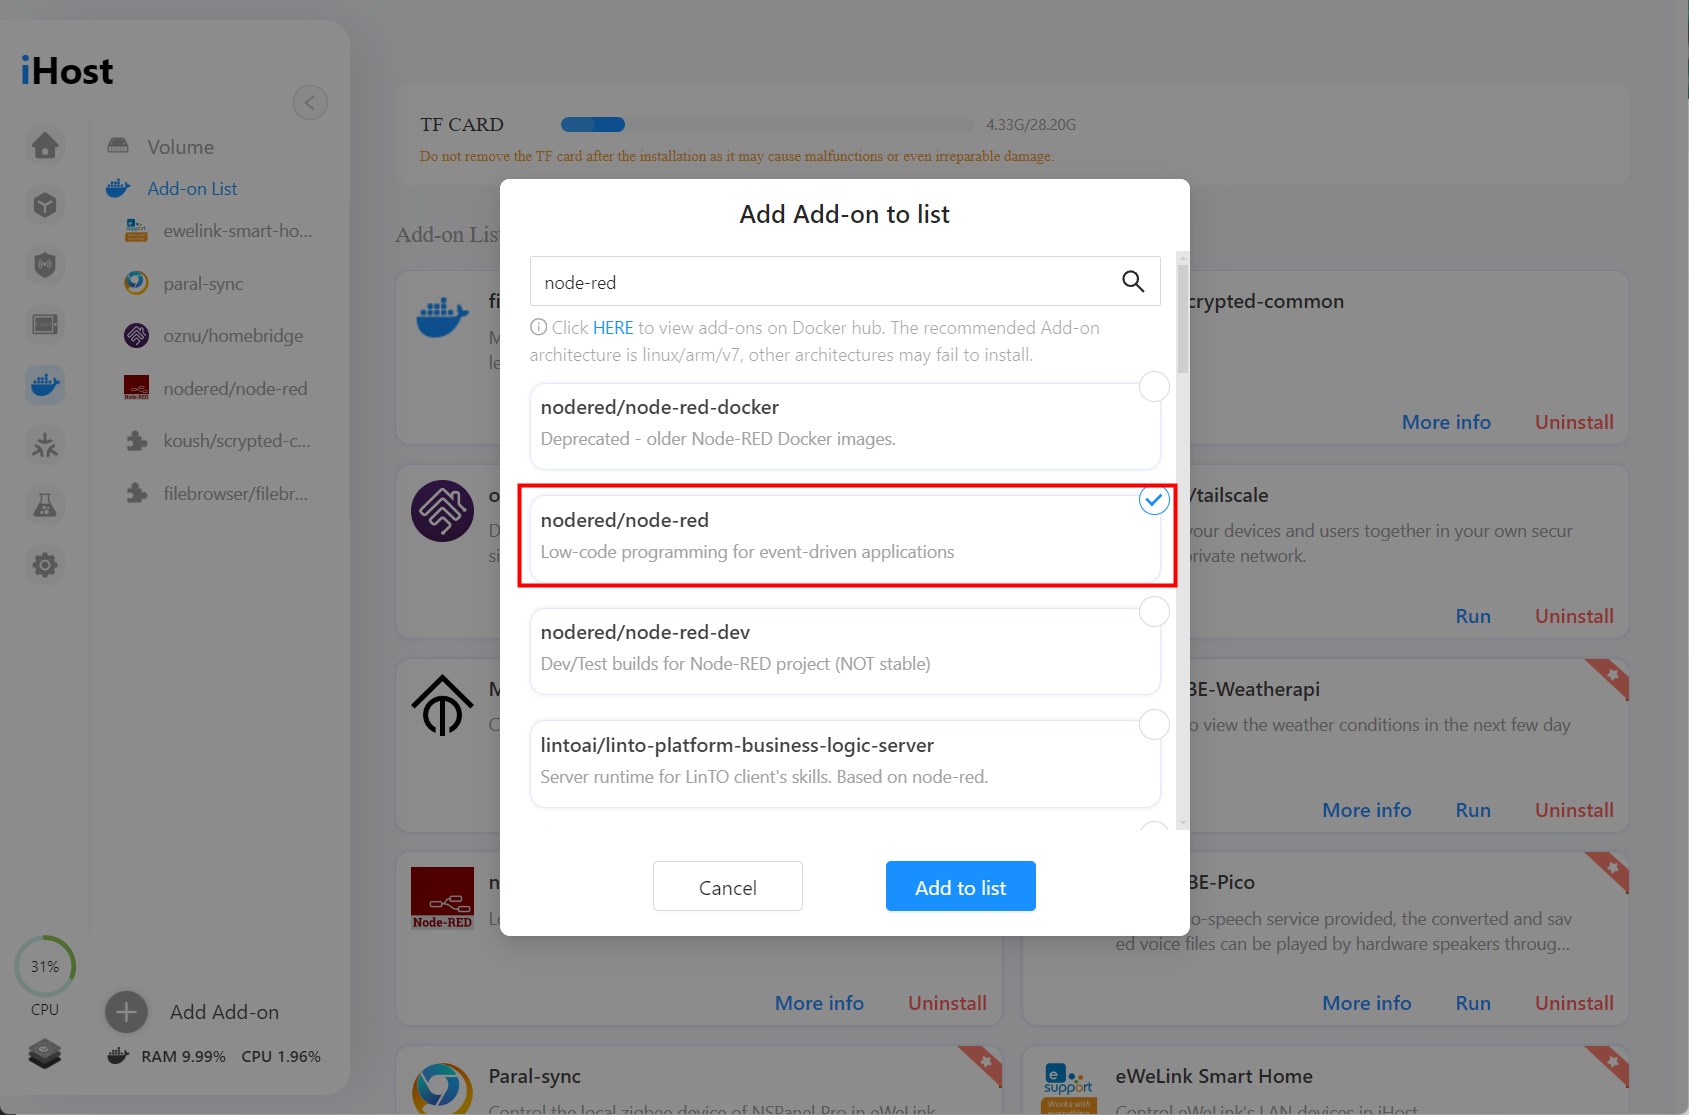 iHost
Volume
Add-on List
ewelink-smart-ho...
paral-sync
oznu/homebridge
nodered/node-red
koush/scrypted-c...
filebrowser/filebr...
31%
CPU
Add Add-on
RAM 9.99% CPU 1.96%
TF CARD
4.33G/28.20G
Do not remove the TF card after the installation as it may cause malfunctions or even irreparable damage.
Add-on Lis
Add Add-on to list
node-red
Click HERE to view add-ons on Docker hub. The recommended Add-on
architecture is linux/arm/v7, other architectures may fail to install.
nodered/node-red-docker
Deprecated - older Node-RED Docker images.
nodered/node-red
Low-code programming for event-driven applications
nodered/node-red-dev
Dev/Test builds for Node-RED project (NOT stable)
lintoai/linto-platform-business-logic-server
Server runtime for LinTO client's skills. Based on node-red.
Cancel
Add to list
crypted-common
More info Uninstall
/tailscale
your devices and users together in your own secur
rivate network.
Run Uninstall
BE-Weatherapi
o view the weather conditions in the next few day
More info Run Uninstall
Node-RED
More info Uninstall
BE-Pico
o-speech service provided, the converted and sav
ed voice files can be played by hardware speakers throug...
More info Run Uninstall
Paral-sync
Control the local zigbee device of NSPanel Pro in eWeLink
e
support
Works with
everything
eWeLink Smart Home
Control eWeLink's LAN devices in iHost